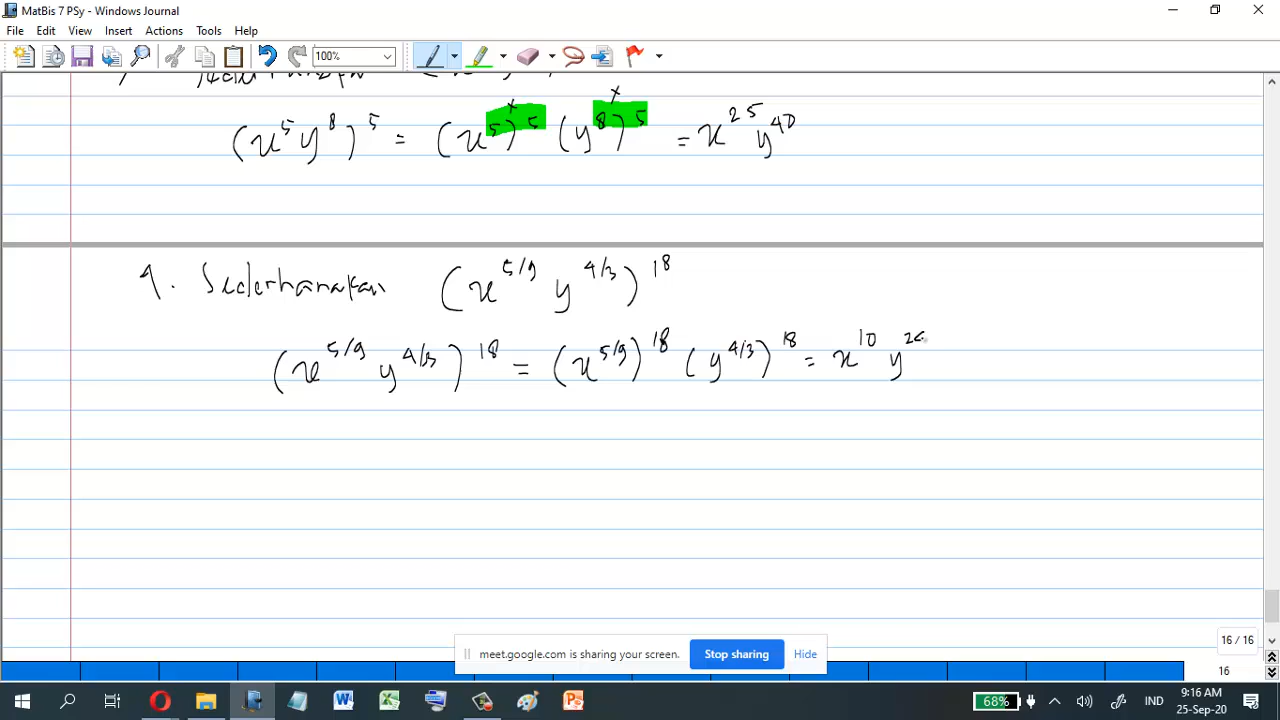 MatBis 7 PSy - Windows Journal
File Edit View Insert Actions Tools Help
100%
(x^5 y^8)^5 = (x^5)^5 (y^8)^5 = x^25 y^40
x x
9. Sederhanakan (x^5/9 y^4/3)^18
(x^5/9 y^4/3)^18 = (x^5/9)^18 (y^4/3)^18 = x^10 y^24
16 / 16
meet.google.com is sharing your screen. Stop sharing Hide
16
68% IND 9:16 AM
25-Sep-20